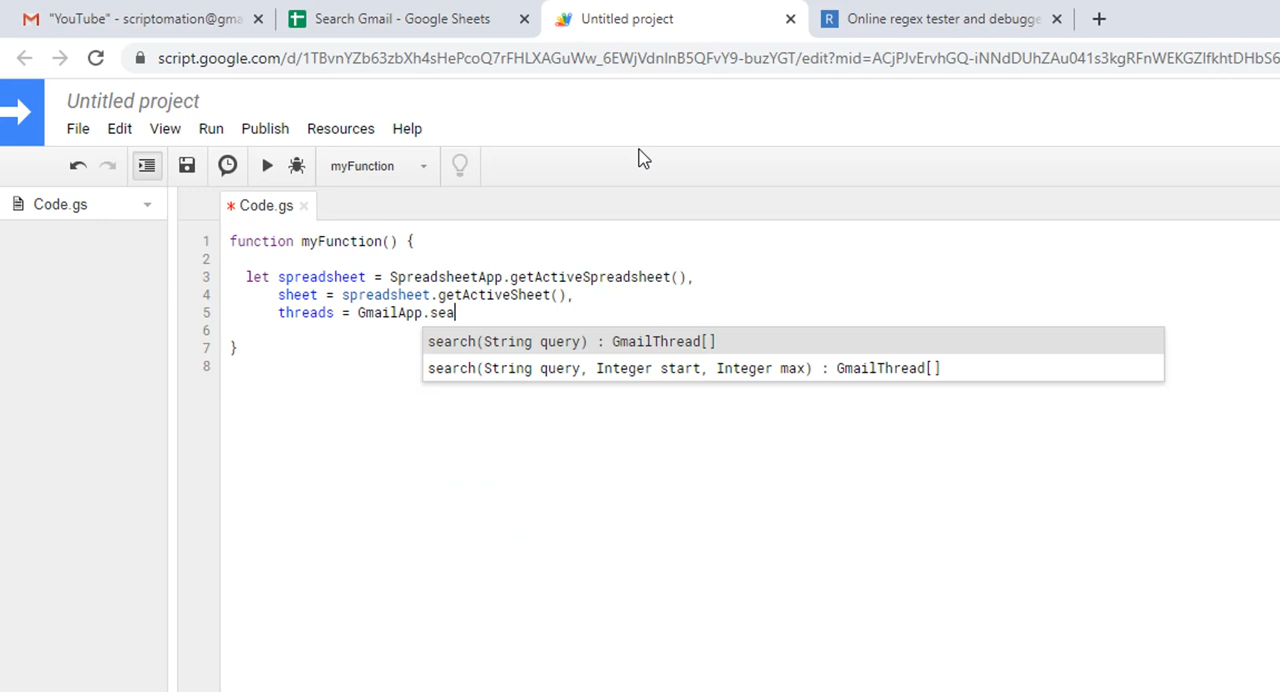 "YouTube" - scriptomation@gma
Search Gmail - Google Sheets
Untitled project
Online regex tester and debugge
script.google.com/d/1TBvnYZb63zbXh4sHePcoQ7rFHLXAGuWw_6EWjVdnInB5QFvY9-buzYGT/edit?mid=ACjPJvErvhGQ-iNNdDUhZAu041s3kgRFnWEKGZIfkhtDHbS6
Untitled project
File Edit View Run Publish Resources Help
myFunction
Code.gs
* Code.gs
1 function myFunction() {
2
3 let spreadsheet = SpreadsheetApp.getActiveSpreadsheet(),
4 sheet = spreadsheet.getActiveSheet(),
5 threads = GmailApp.sea
6
search(String query) : GmailThread[]
7 }
8
search(String query, Integer start, Integer max) : GmailThread[]